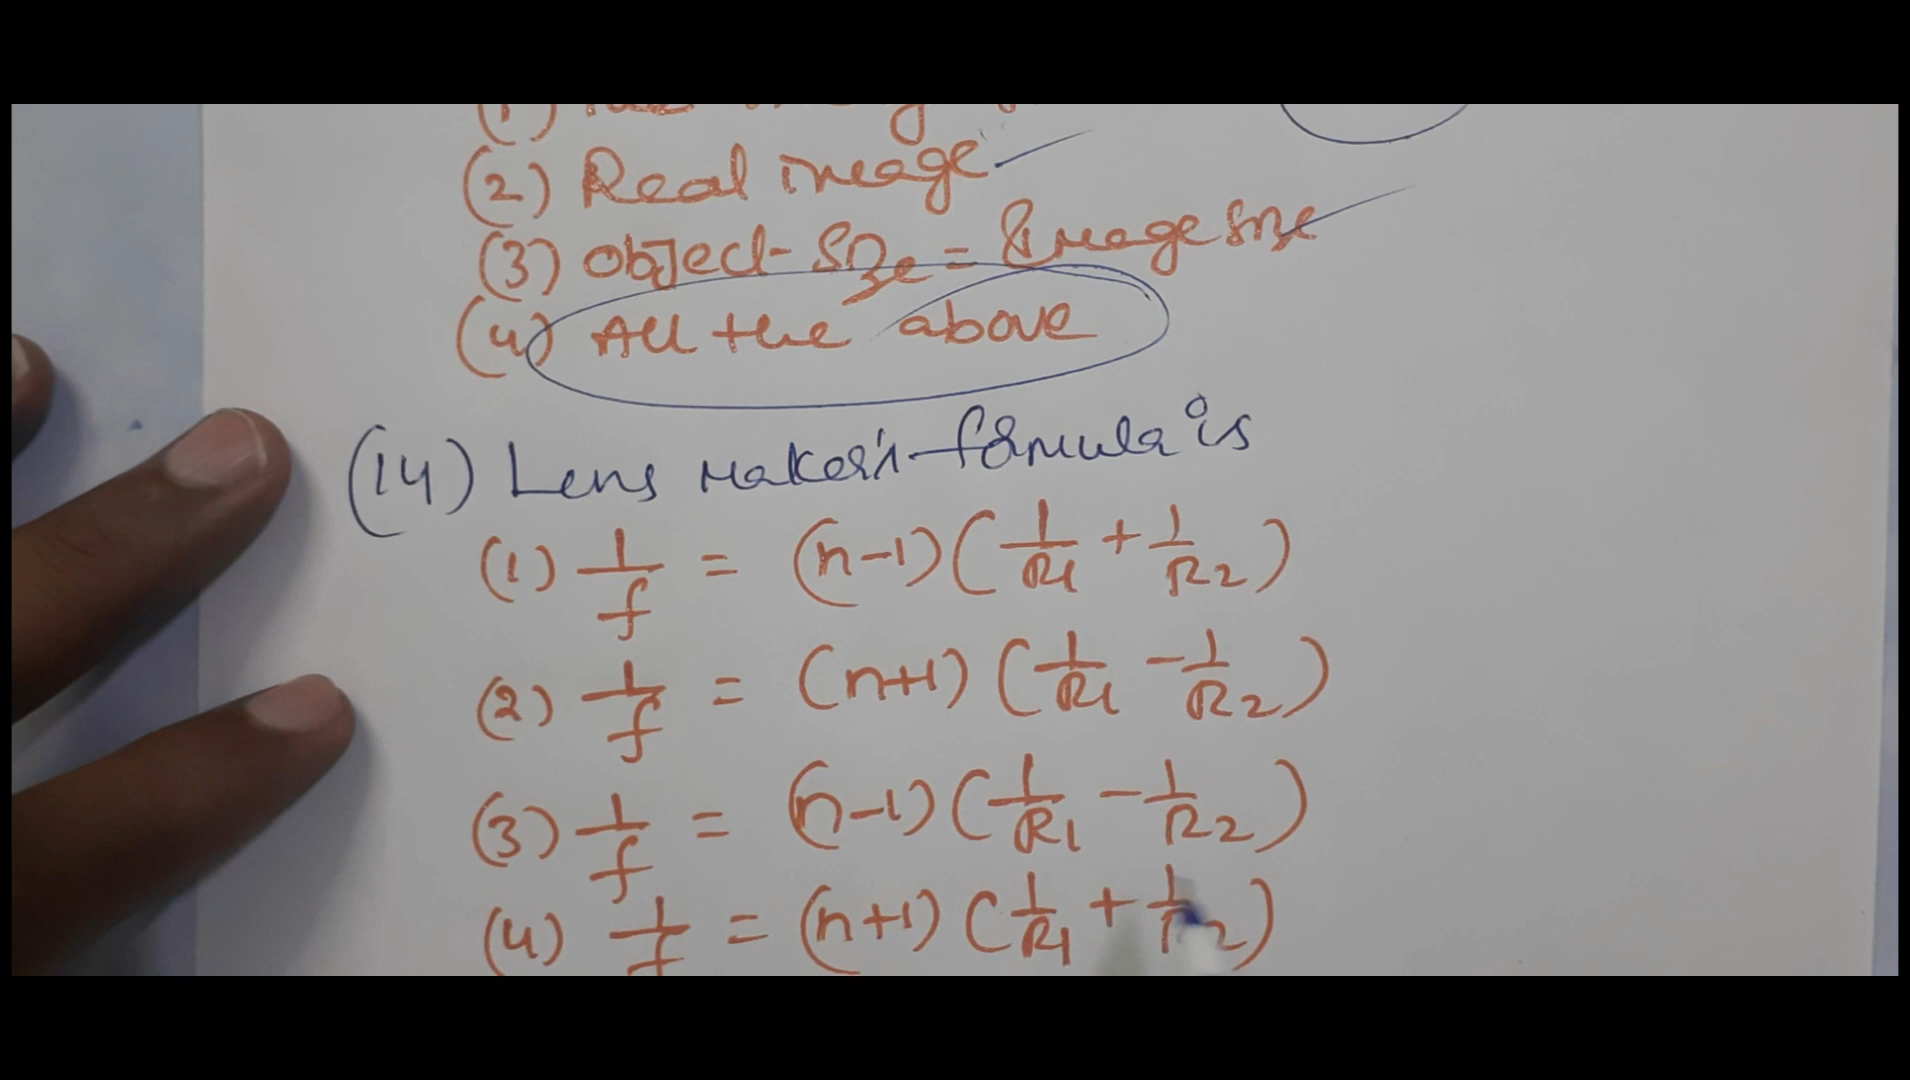 (2) Real image
(3) object-size = Image size
(4) All the above
(14) Lens Maker's formula is
(1) 1/f = (n-1)(1/R1 + 1/R2)
(2) 1/f = (n+1)(1/R1 - 1/R2)
(3) 1/f = (n-1)(1/R1 - 1/R2)
(4) 1/f = (n+1)(1/R1 + 1/R2)